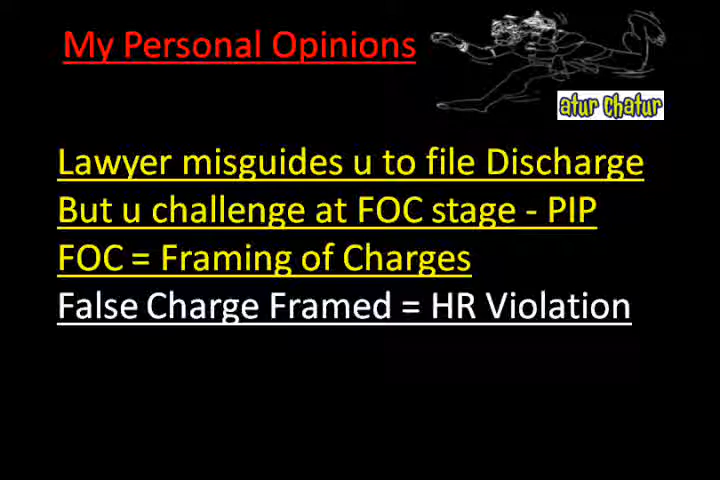 My Personal Opinions
atur chatur
Lawyer misguides u to file Discharge
But u challenge at FOC stage - PIP
FOC = Framing of Charges
False Charge Framed = HR Violation